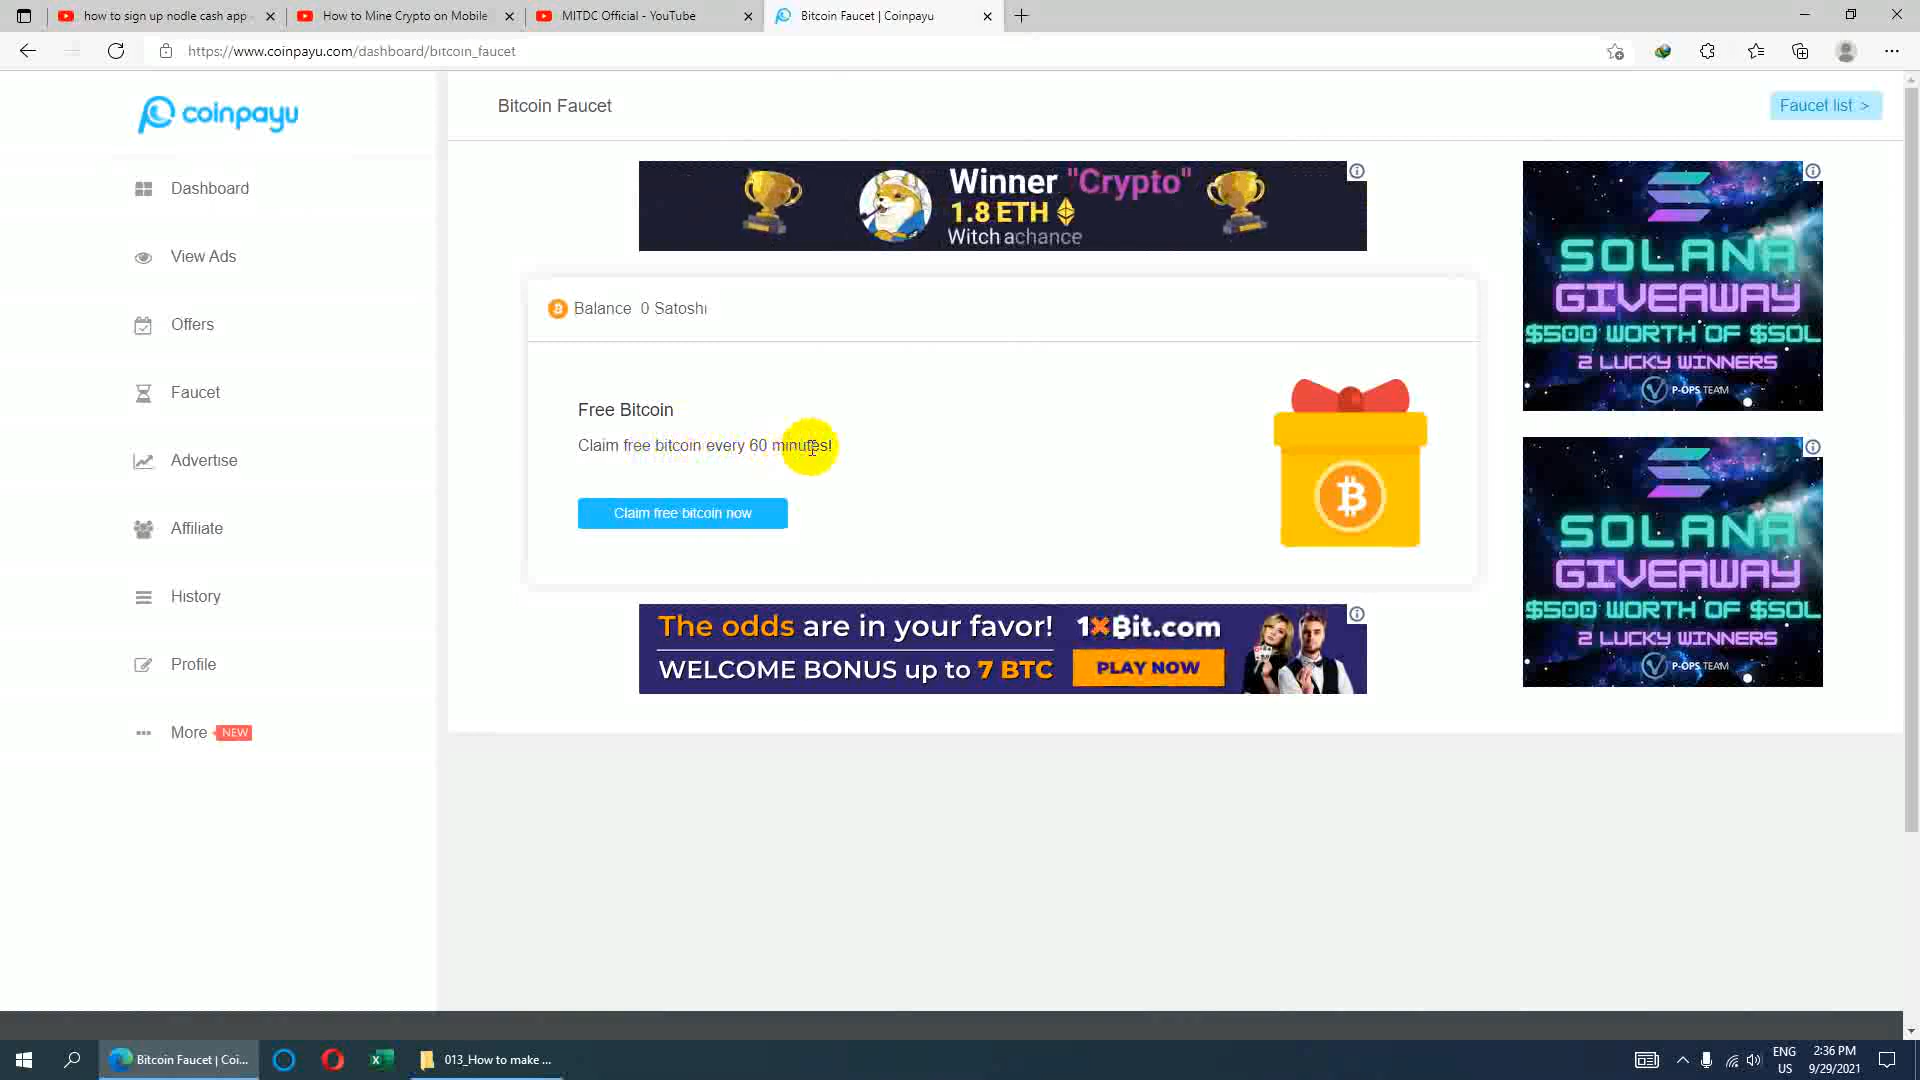 how to sign up nodle cash app
How to Mine Crypto on Mobile
MITDC Official - YouTube
Bitcoin Faucet | Coinpayu
https://www.coinpayu.com/dashboard/bitcoin_faucet
coinpayu
Dashboard
View Ads
Offers
Faucet
Advertise
Affiliate
History
Profile
More NEW
Bitcoin Faucet
Faucet list >
Winner "Crypto"
1.8 ETH
Witch achance
Balance 0 Satoshi
Free Bitcoin
Claim free bitcoin every 60 minutes!
Claim free bitcoin now
The odds are in your favor!
WELCOME BONUS up to 7 BTC
1xBit.com
PLAY NOW
SOLANA
GIVEAWAY
$500 WORTH OF $SOL
2 LUCKY WINNERS
P-OPS TEAM
SOLANA
GIVEAWAY
$500 WORTH OF $SOL
2 LUCKY WINNERS
P-OPS TEAM
Bitcoin Faucet | Coi...
013_How to make ...
ENG
US
2:36 PM
9/29/2021